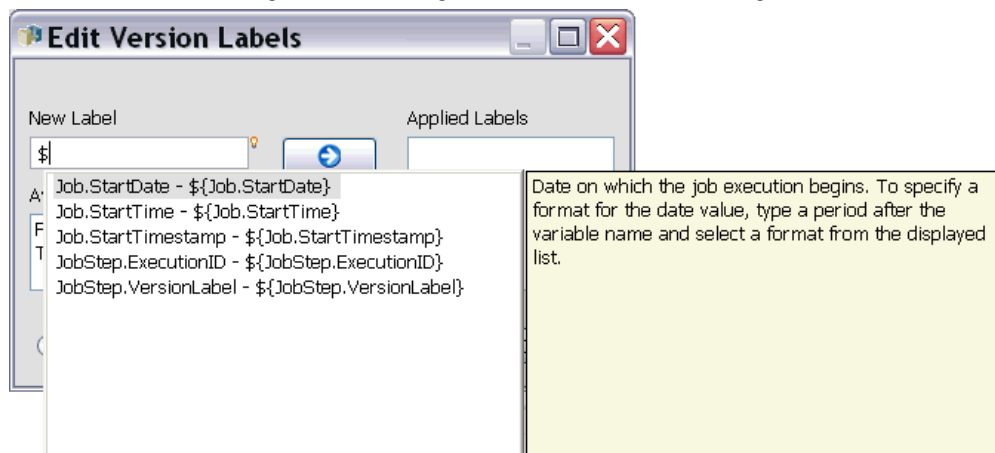 Edit Version Labels
New Label
Applied Labels
$
Job.StartDate - ${Job.StartDate}
Job.StartTime - ${Job.StartTime}
Job.StartTimestamp - ${Job.StartTimestamp}
JobStep.ExecutionID - ${JobStep.ExecutionID}
JobStep.VersionLabel - ${JobStep.VersionLabel}
Date on which the job execution begins. To specify a
format for the date value, type a period after the
variable name and select a format from the displayed
list.